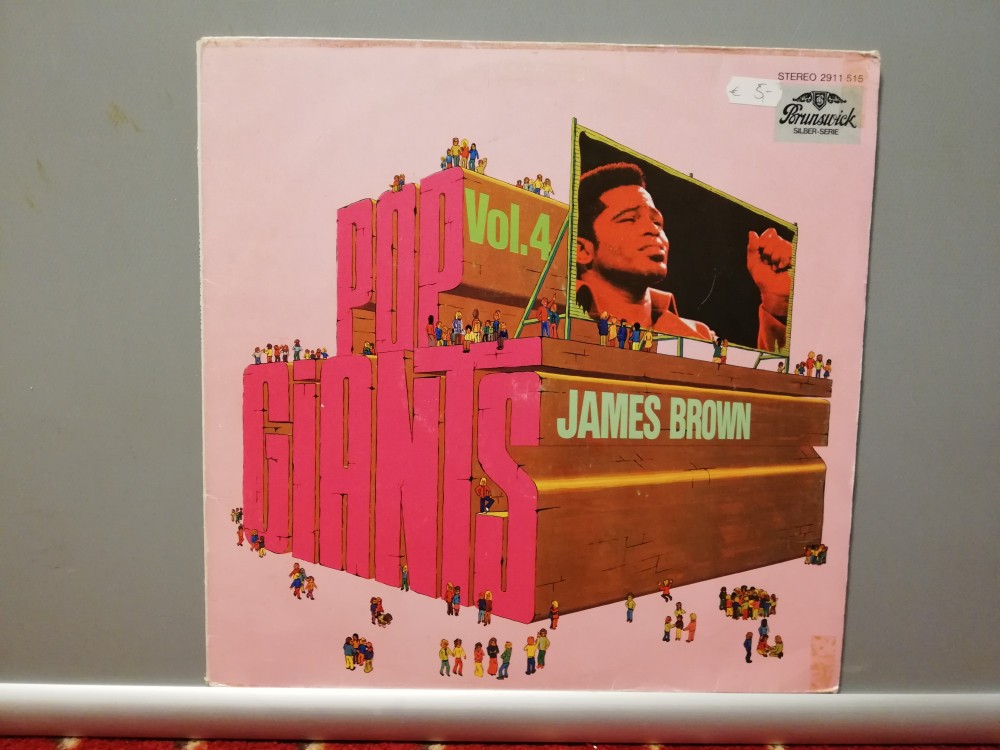 STEREO 2911 515
€ 5,-
Brunswick
SILBER-SERIE
POP
Vol.4
GIANTS
JAMES BROWN